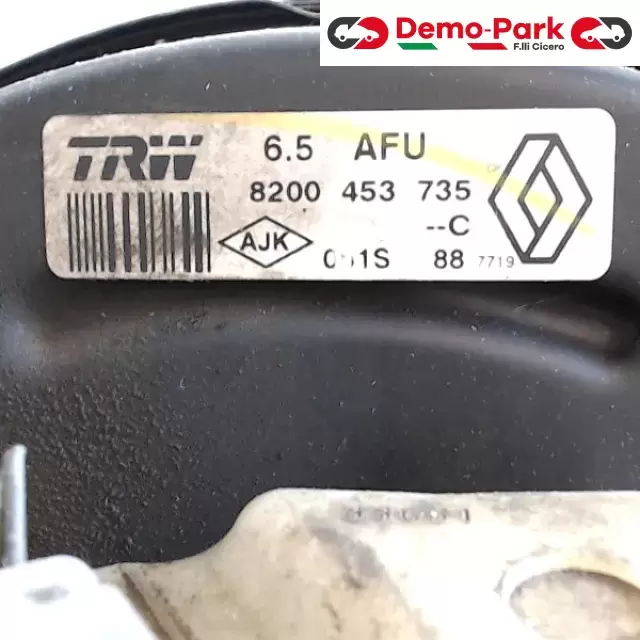 Demo-Park
F.lli Cicero
TRW 6.5 AFU
8200 453 735
--C
AJK 88 7719